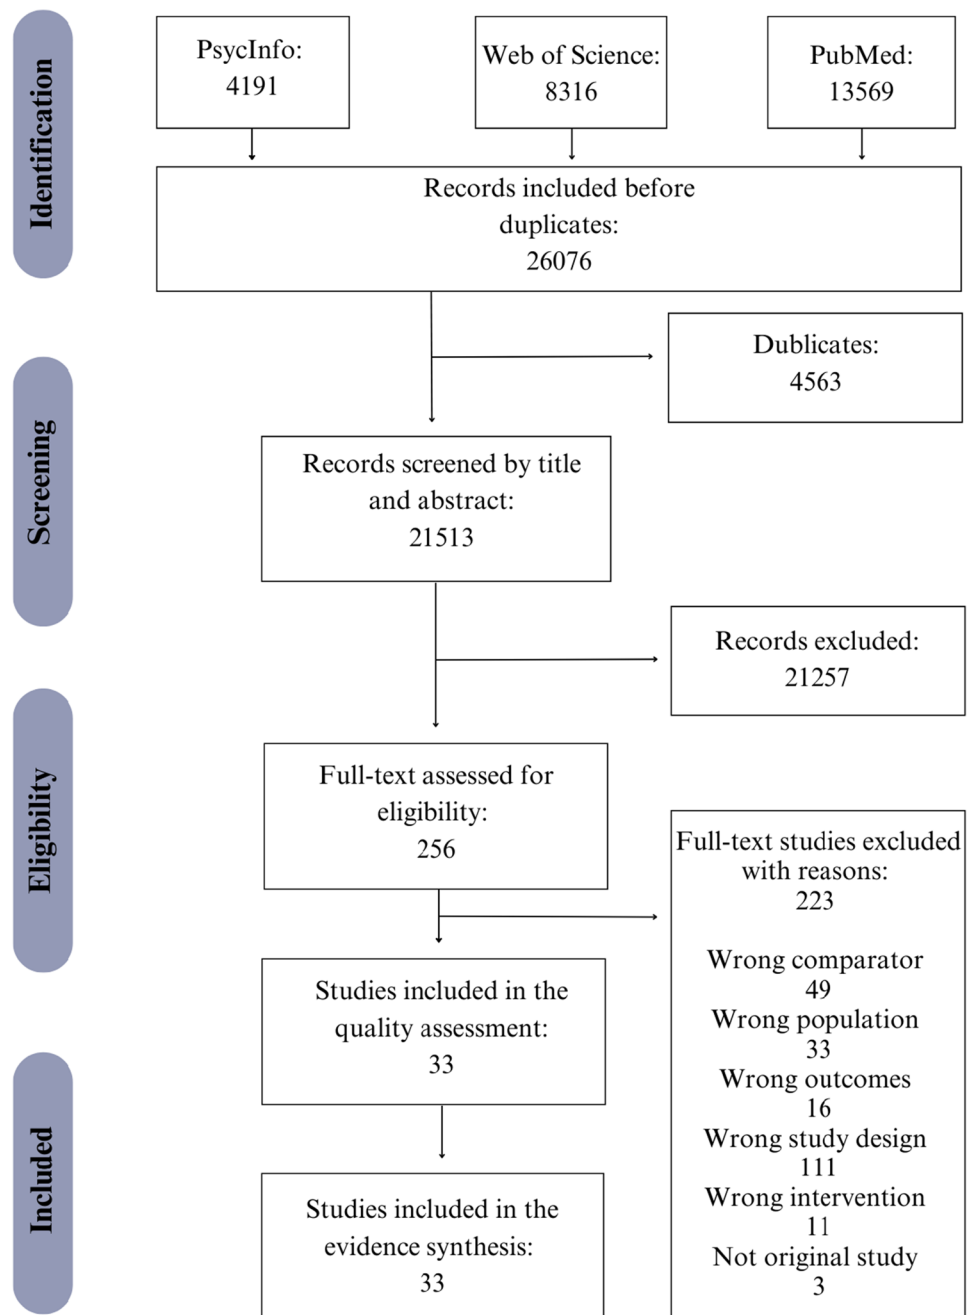 Identification
PsycInfo:
4191
Web of Science:
8316
PubMed:
13569
Records included before
duplicates:
26076
Dublicates:
4563
Screening
Records screened by title
and abstract:
21513
Records excluded:
21257
Eligibility
Full-text assessed for
eligibility:
256
Full-text studies excluded
with reasons:
223
Wrong comparator
49
Wrong population
33
Wrong outcomes
16
Wrong study design
111
Wrong intervention
11
Not original study
3
Studies included in the
quality assessment:
33
Included
Studies included in the
evidence synthesis:
33